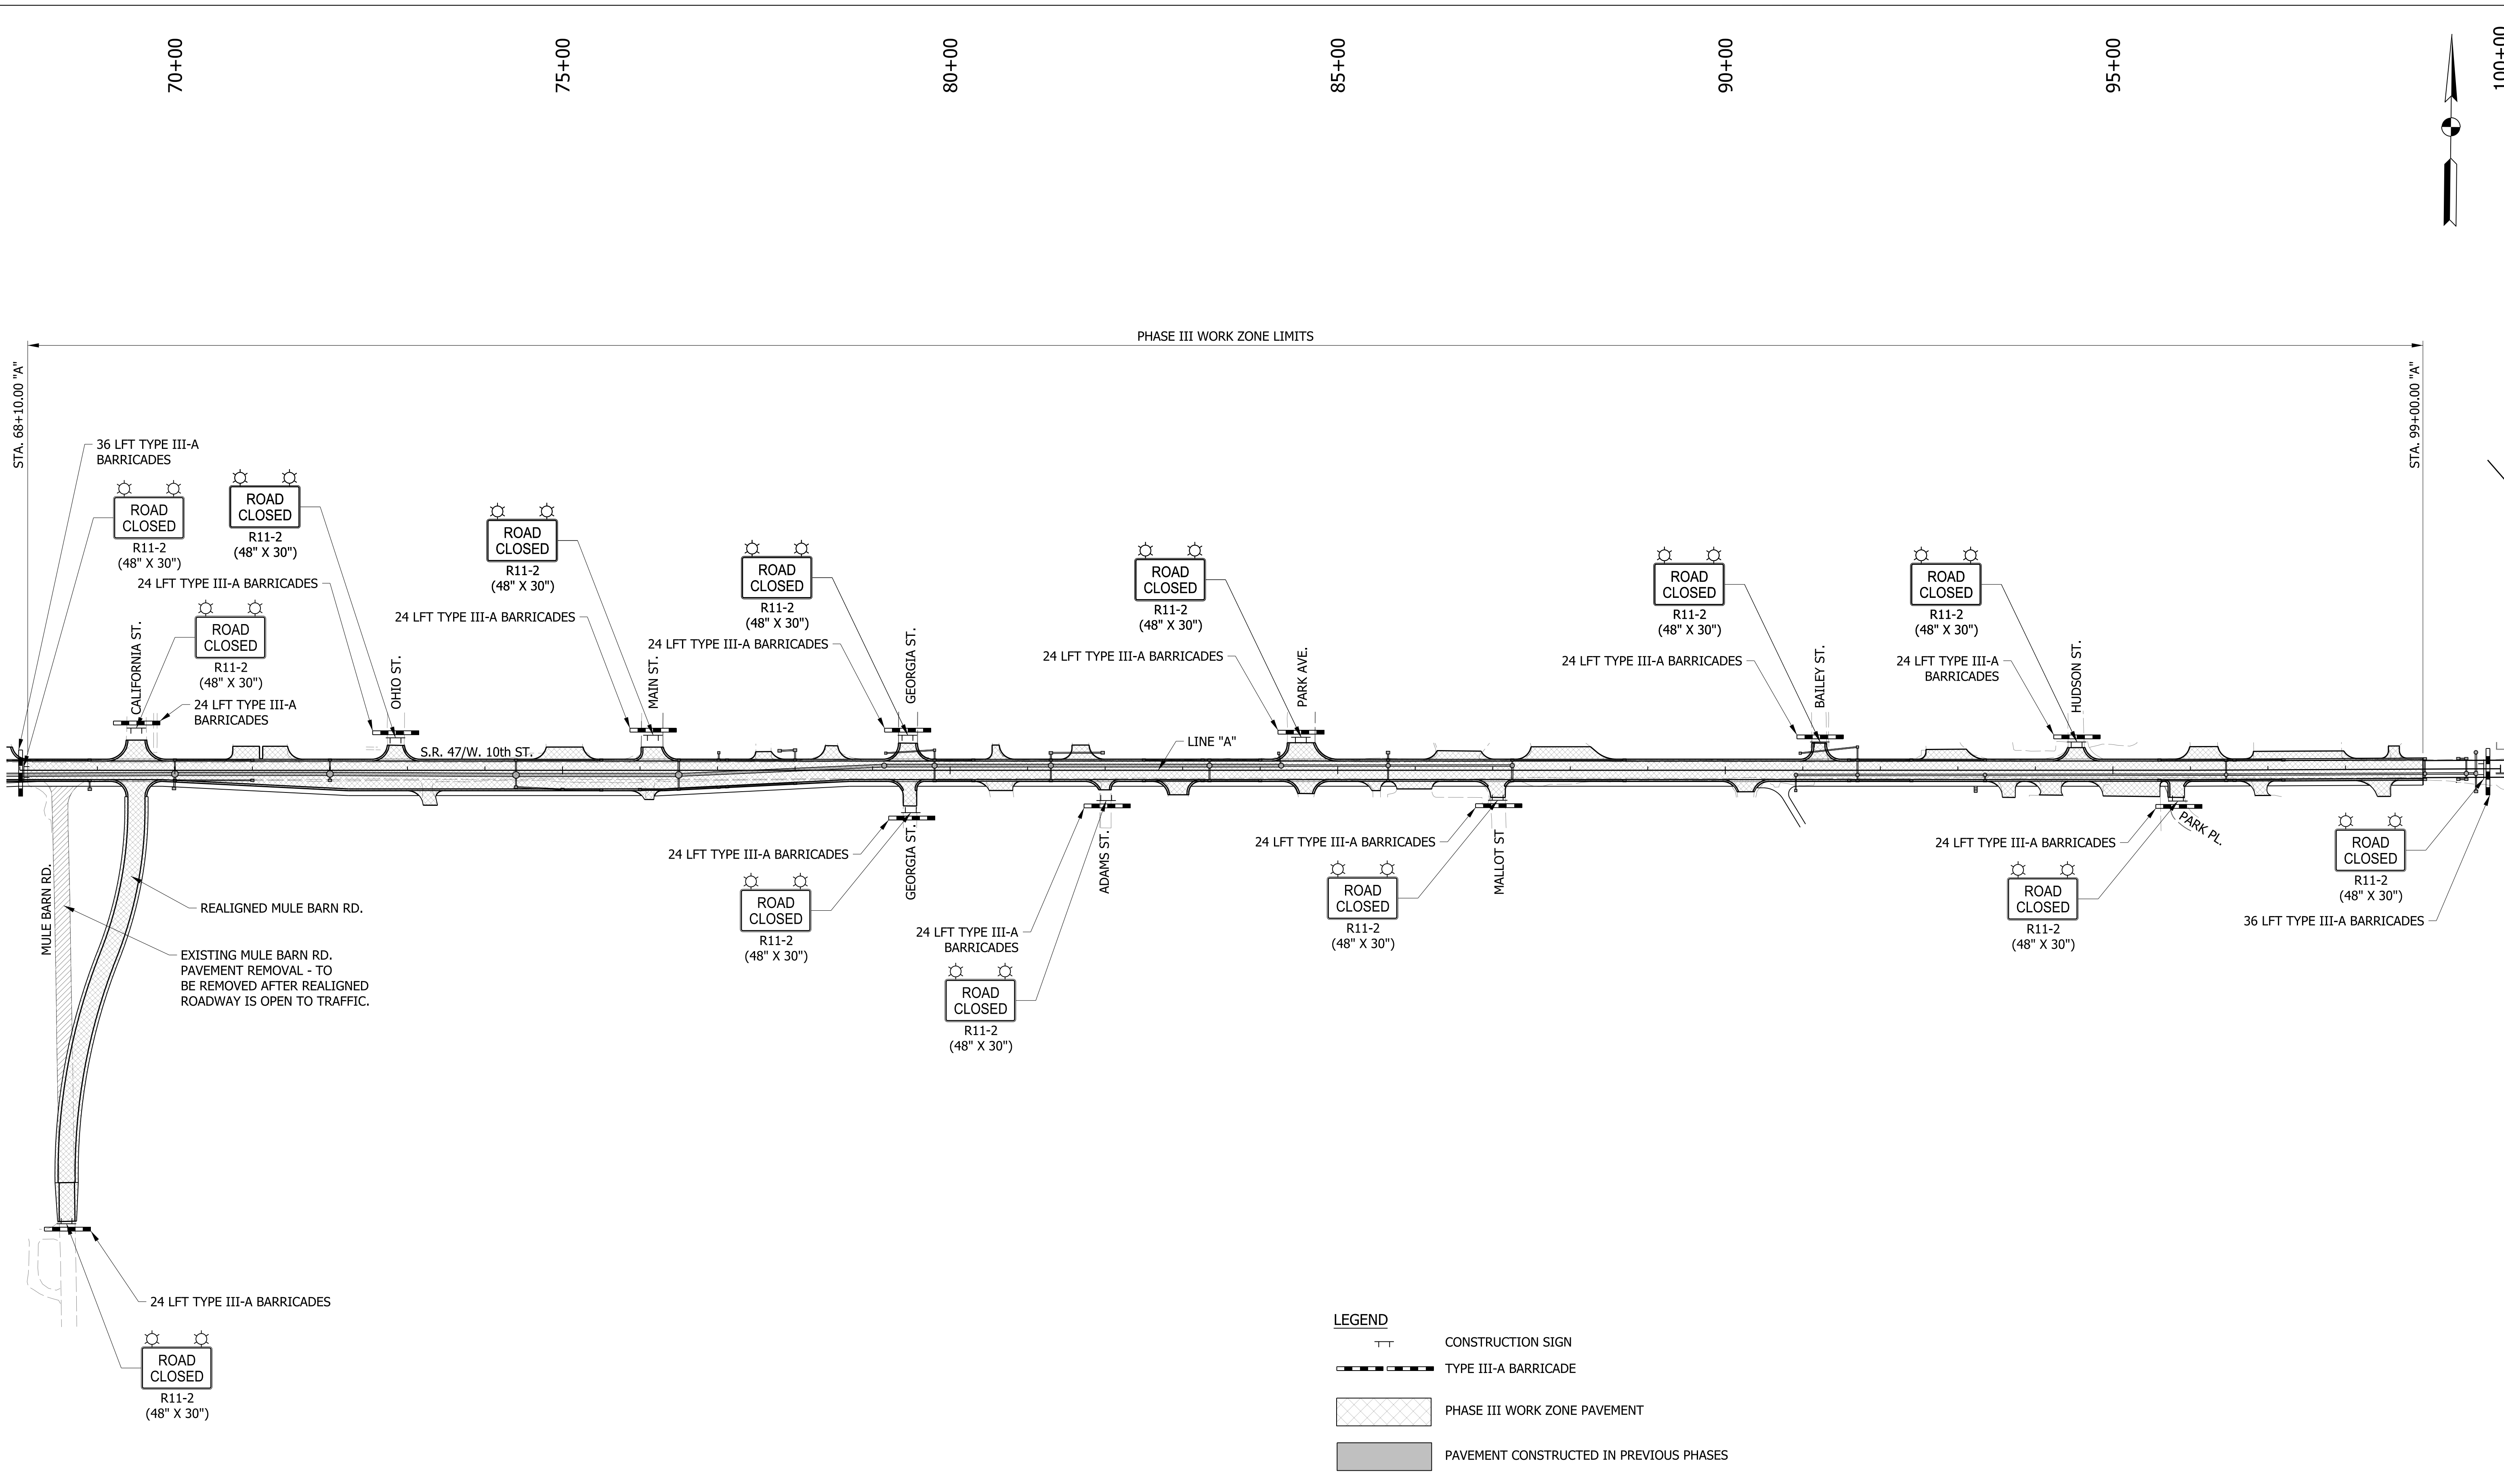 70+00
75+00
80+00
85+00
90+00
95+00
100+00
PHASE III WORK ZONE LIMITS
STA. 68+10.00 "A"
STA. 99+00.00 "A"
36 LFT TYPE III-A
BARRICADES
ROAD
CLOSED
R11-2
(48" X 30")
ROAD
CLOSED
R11-2
(48" X 30")
24 LFT TYPE III-A BARRICADES
ROAD
CLOSED
R11-2
(48" X 30")
24 LFT TYPE III-A
BARRICADES
CALIFORNIA ST.
OHIO ST.
ROAD
CLOSED
R11-2
(48" X 30")
24 LFT TYPE III-A BARRICADES
MAIN ST.
ROAD
CLOSED
R11-2
(48" X 30")
24 LFT TYPE III-A BARRICADES
GEORGIA ST.
ROAD
CLOSED
R11-2
(48" X 30")
24 LFT TYPE III-A BARRICADES
PARK AVE.
ROAD
CLOSED
R11-2
(48" X 30")
24 LFT TYPE III-A BARRICADES
BAILEY ST.
ROAD
CLOSED
R11-2
(48" X 30")
24 LFT TYPE III-A
BARRICADES
HUDSON ST.
S.R. 47/W. 10th ST.
LINE "A"
MULE BARN RD.
REALIGNED MULE BARN RD.
EXISTING MULE BARN RD.
PAVEMENT REMOVAL - TO
BE REMOVED AFTER REALIGNED
ROADWAY IS OPEN TO TRAFFIC.
24 LFT TYPE III-A BARRICADES
ROAD
CLOSED
R11-2
(48" X 30")
GEORGIA ST.
24 LFT TYPE III-A
BARRICADES
ROAD
CLOSED
R11-2
(48" X 30")
ADAMS ST.
24 LFT TYPE III-A BARRICADES
ROAD
CLOSED
R11-2
(48" X 30")
MALLOT ST
24 LFT TYPE III-A BARRICADES
ROAD
CLOSED
R11-2
(48" X 30")
PARK PL.
ROAD
CLOSED
R11-2
(48" X 30")
36 LFT TYPE III-A BARRICADES
24 LFT TYPE III-A BARRICADES
ROAD
CLOSED
R11-2
(48" X 30")
LEGEND
CONSTRUCTION SIGN
TYPE III-A BARRICADE
PHASE III WORK ZONE PAVEMENT
PAVEMENT CONSTRUCTED IN PREVIOUS PHASES